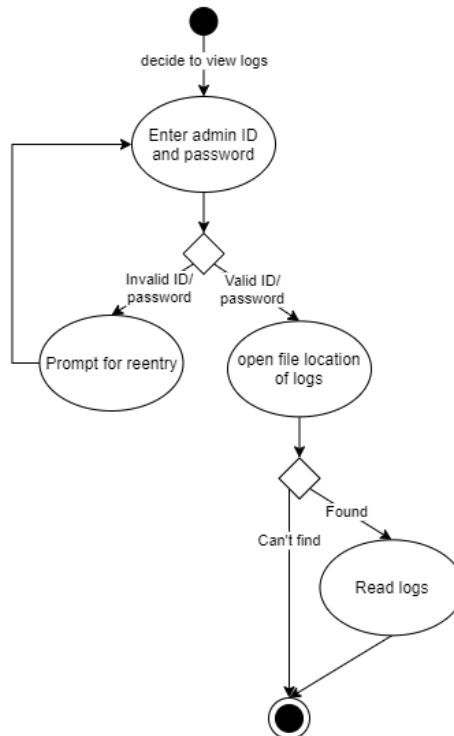 decide to view logs
Enter admin ID
and password
Invalid ID/
password
Valid ID/
password
Prompt for reentry
open file location
of logs
Found
Can't find
Read logs